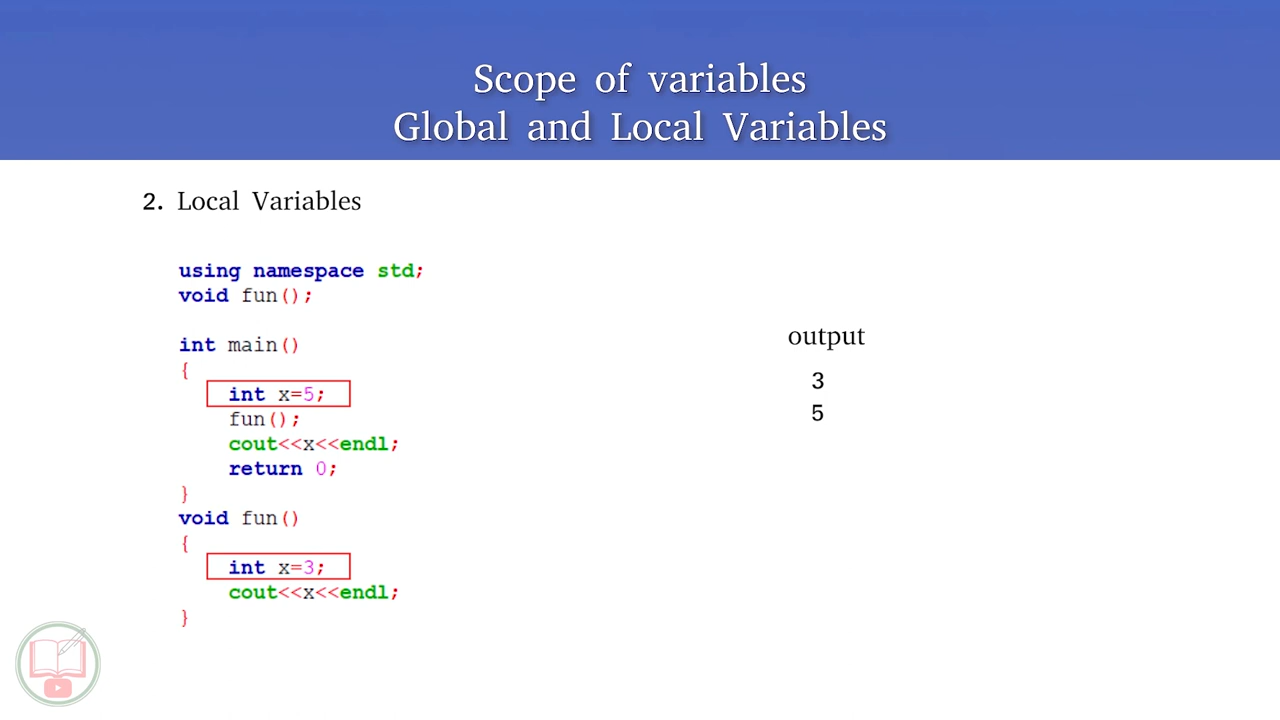 Scope of variables
Global and Local Variables
2. Local Variables
using namespace std;
void fun();
int main()
{
int x=5;
fun();
cout<<x<<endl;
return 0;
}
void fun()
{
int x=3;
cout<<x<<endl;
}
output
3
5